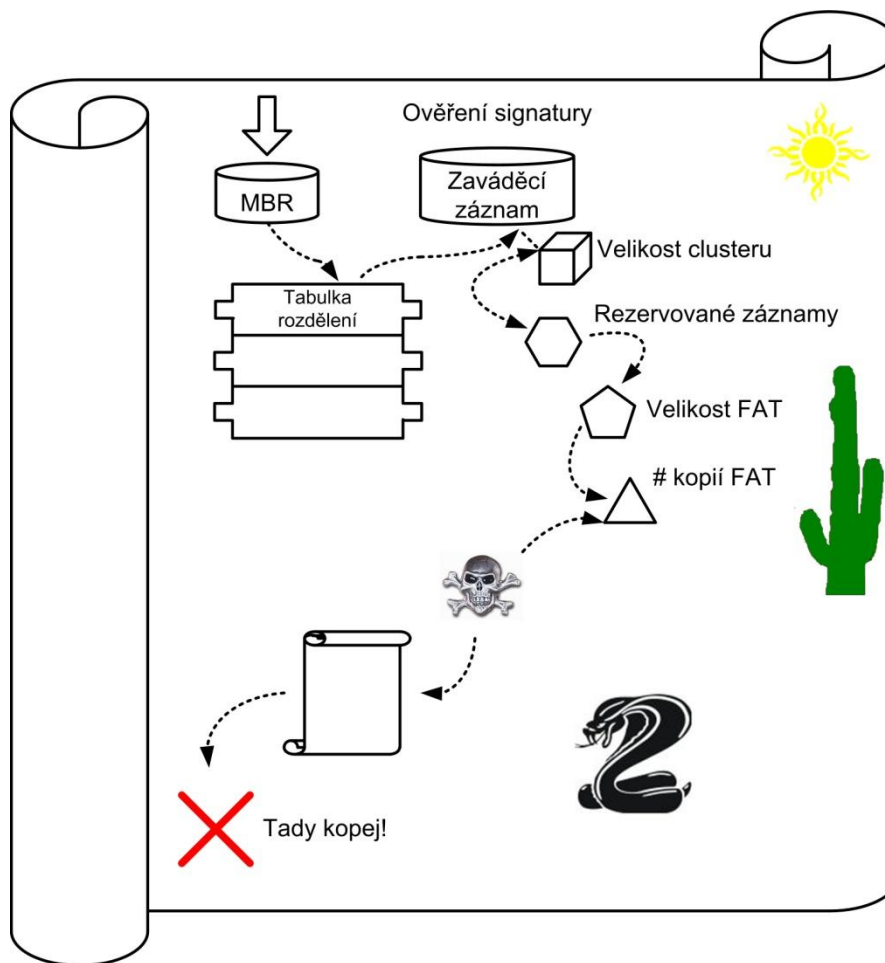 Ověření signatury
MBR
Zaváděcí
záznam
Velikost clusteru
Tabulka
rozdělení
Rezervované záznamy
Velikost FAT
# kopií FAT
Tady kopej!